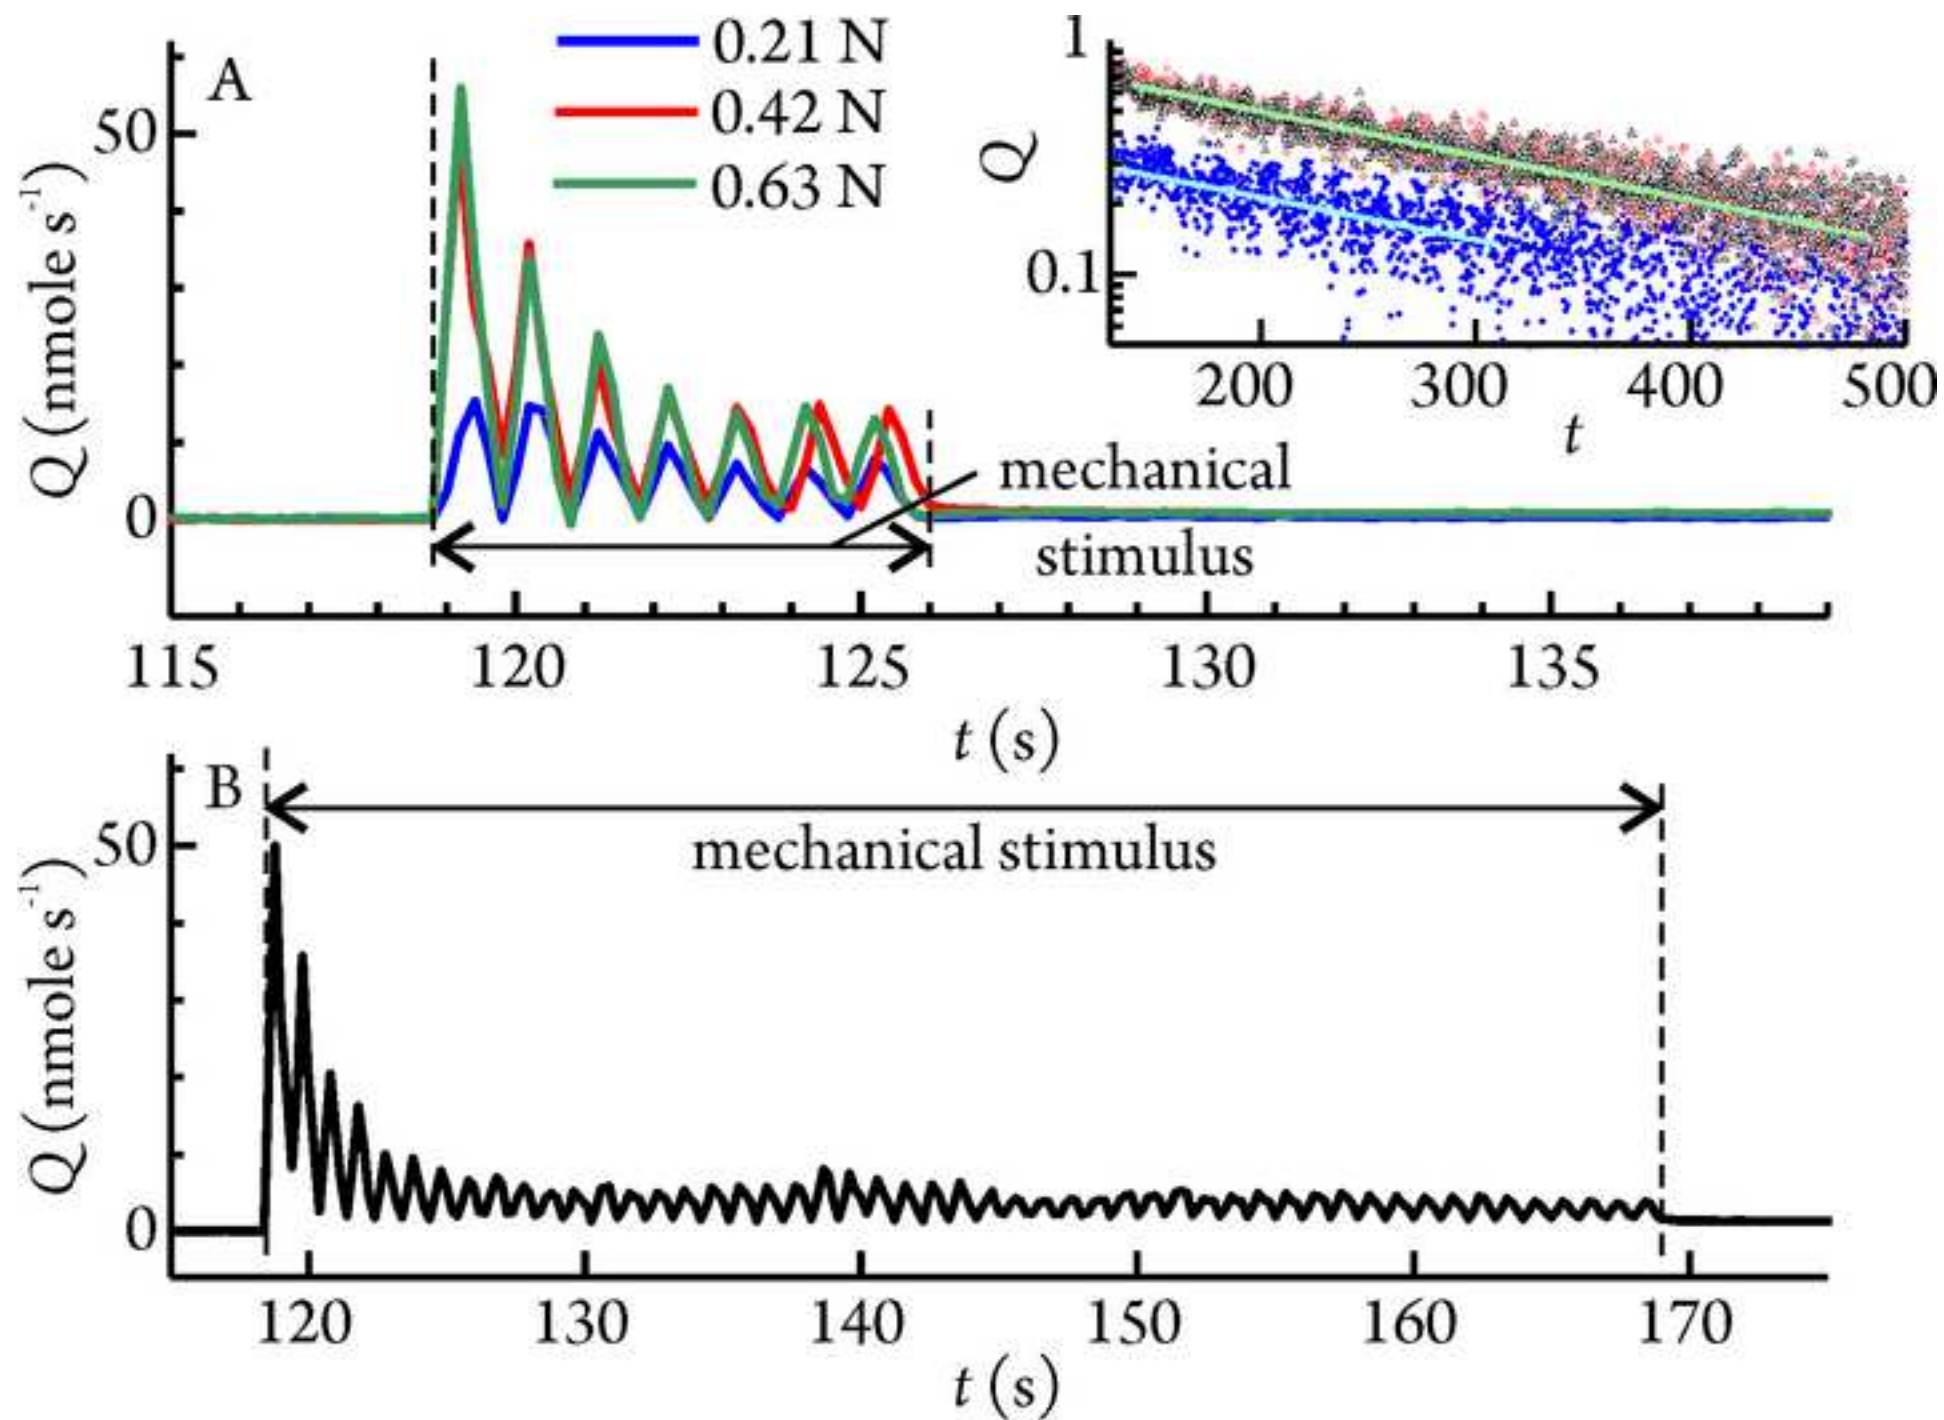 A
0.21 N
0.42 N
0.63 N
50
0
Q (nmole s⁻¹)
mechanical
stimulus
115 120 125 130 135
t (s)
1
0.1
Q
200 300 400 500
t
B
mechanical stimulus
50
0
Q (nmole s⁻¹)
120 130 140 150 160 170
t (s)